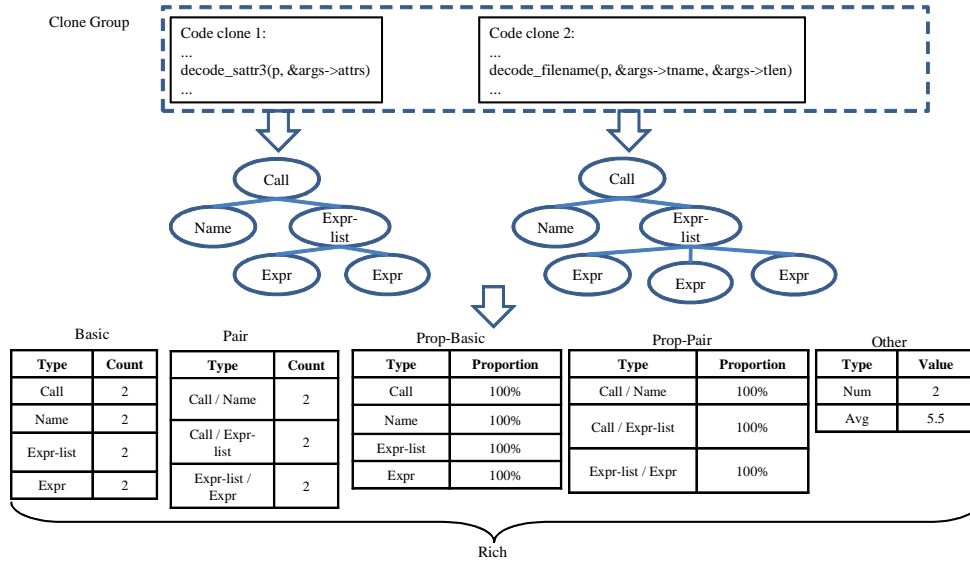 Clone Group
Code clone 1:
...
decode_sattr3(p, &args->attrs)
...
Code clone 2:
...
decode_filename(p, &args->tname, &args->tlen)
...
Call
Name
Expr-
list
Expr
Expr
Call
Name
Expr-
list
Expr
Expr
Expr
Basic
Type Count
Call 2
Name 2
Expr-list 2
Expr 2
Pair
Type Count
Call / Name 2
Call / Expr-
list 2
Expr-list /
Expr 2
Prop-Basic
Type Proportion
Call 100%
Name 100%
Expr-list 100%
Expr 100%
Prop-Pair
Type Proportion
Call / Name 100%
Call / Expr-list 100%
Expr-list / Expr 100%
Other
Type Value
Num 2
Avg 5.5
Rich